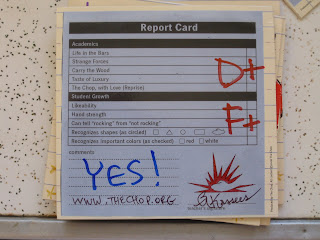 Report Card
Academics
Life in the Bars
Strange Forces
Carry the Wood
Taste of Luxury
The Chop, with Love (Reprise)
D+
Student Growth
Likeability
Hand strength
Can tell "rocking" from "not rocking"
F+
Recognizes shapes (as circled)
Recognizes important colors (as checked) red white
comments
YES!
WWW.THECHOP.ORG